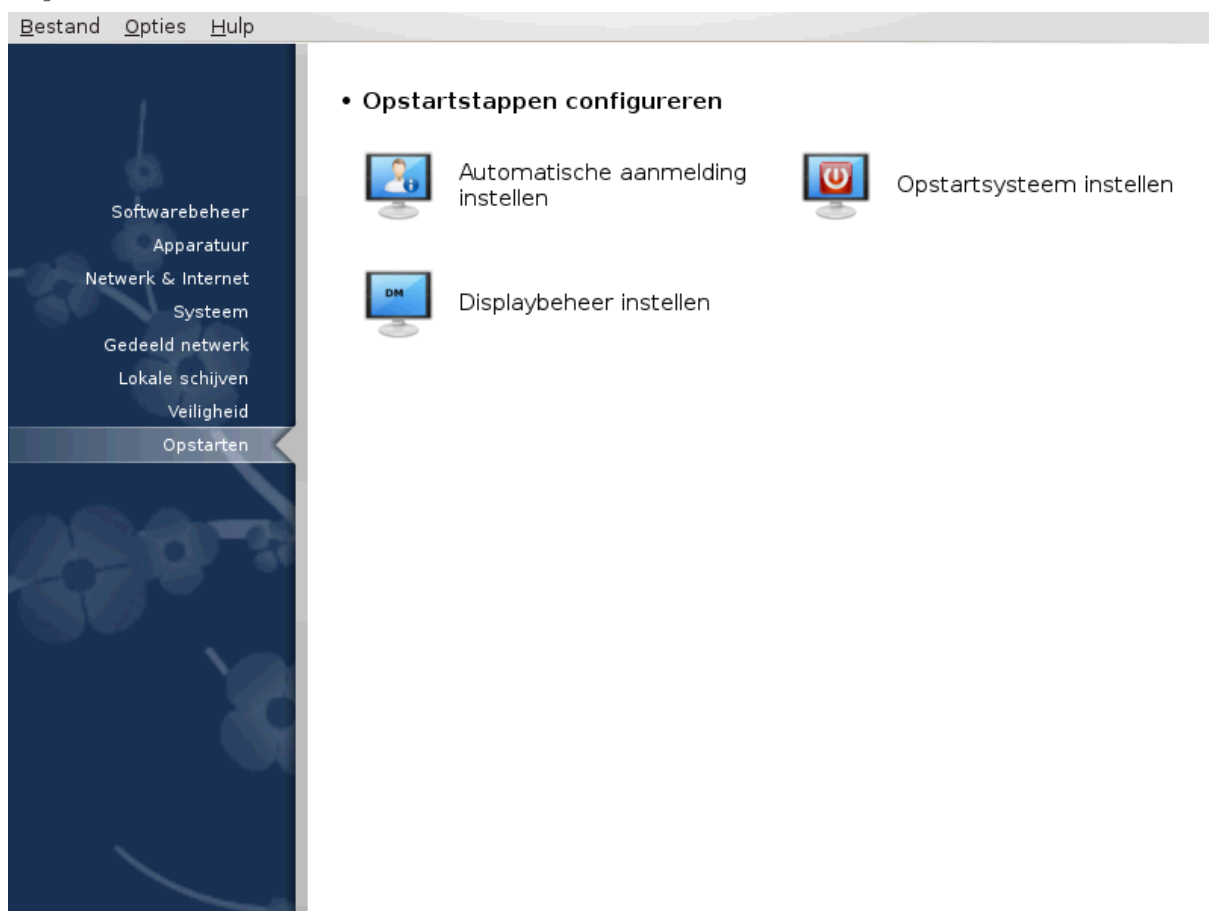 Bestand Opties Hulp
• Opstartstappen configureren
Automatische aanmelding
instellen
Opstartsysteem instellen
DM
Displaybeheer instellen
Softwarebeheer
Apparatuur
Netwerk & Internet
Systeem
Gedeeld netwerk
Lokale schijven
Veiligheid
Opstarten